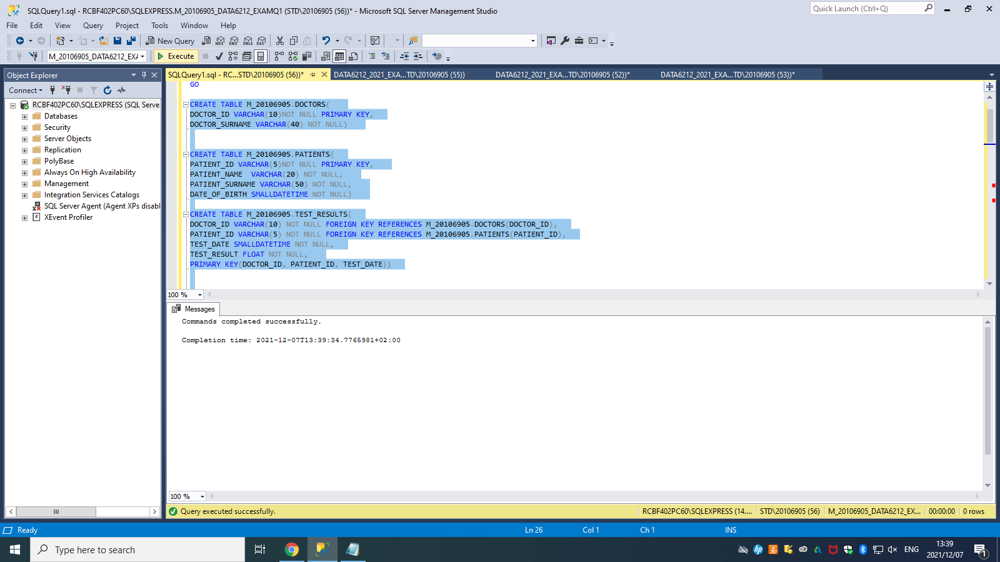 SQLQuery1.sql - RCBF402PC60\SQLEXPRESS.M_20106905_DATA6212_EXAMQ1 (STD\20106905 (56))* - Microsoft SQL Server Management Studio
Quick Launch (Ctrl+Q)
File Edit View Query Project Tools Window Help
New Query
MDX DMX XMLA DAX
M_20106905_DATA6212_EXA
Execute
Object Explorer
SQLQuery1.sql - RC...STD\20106905 (56))*
DATA6212_2021_EXA...TD\20106905 (55))
DATA6212_2021_EXA...TD\20106905 (52))*
DATA6212_2021_EXA...TD\20106905 (53))*
Connect
RCBF402PC60\SQLEXPRESS (SQL Serve
Databases
Security
Server Objects
Replication
PolyBase
Always On High Availability
Management
Integration Services Catalogs
SQL Server Agent (Agent XPs disabl
XEvent Profiler
GO
CREATE TABLE M_20106905.DOCTORS(
DOCTOR_ID VARCHAR(10)NOT NULL PRIMARY KEY,
DOCTOR_SURNAME VARCHAR(40) NOT NULL)
CREATE TABLE M_20106905.PATIENTS(
PATIENT_ID VARCHAR(5)NOT NULL PRIMARY KEY,
PATIENT_NAME  VARCHAR(20) NOT NULL,
PATIENT_SURNAME VARCHAR(50) NOT NULL,
DATE_OF_BIRTH SMALLDATETIME NOT NULL)
CREATE TABLE M_20106905.TEST_RESULTS(
DOCTOR_ID VARCHAR(10) NOT NULL FOREIGN KEY REFERENCES M_20106905.DOCTORS(DOCTOR_ID),
PATIENT_ID VARCHAR(5) NOT NULL FOREIGN KEY REFERENCES M_20106905.PATIENTS(PATIENT_ID),
TEST_DATE SMALLDATETIME NOT NULL,
TEST_RESULT FLOAT NOT NULL,
PRIMARY KEY(DOCTOR_ID, PATIENT_ID, TEST_DATE))
100 %
Messages
Commands completed successfully.
Completion time: 2021-12-07T13:39:34.7765981+02:00
100 %
Query executed successfully.
RCBF402PC60\SQLEXPRESS (14.... STD\20106905 (56) M_20106905_DATA6212_EX... 00:00:00 0 rows
Ready Ln 26 Col 1 Ch 1 INS
Type here to search
ENG
13:39
2021/12/07
1